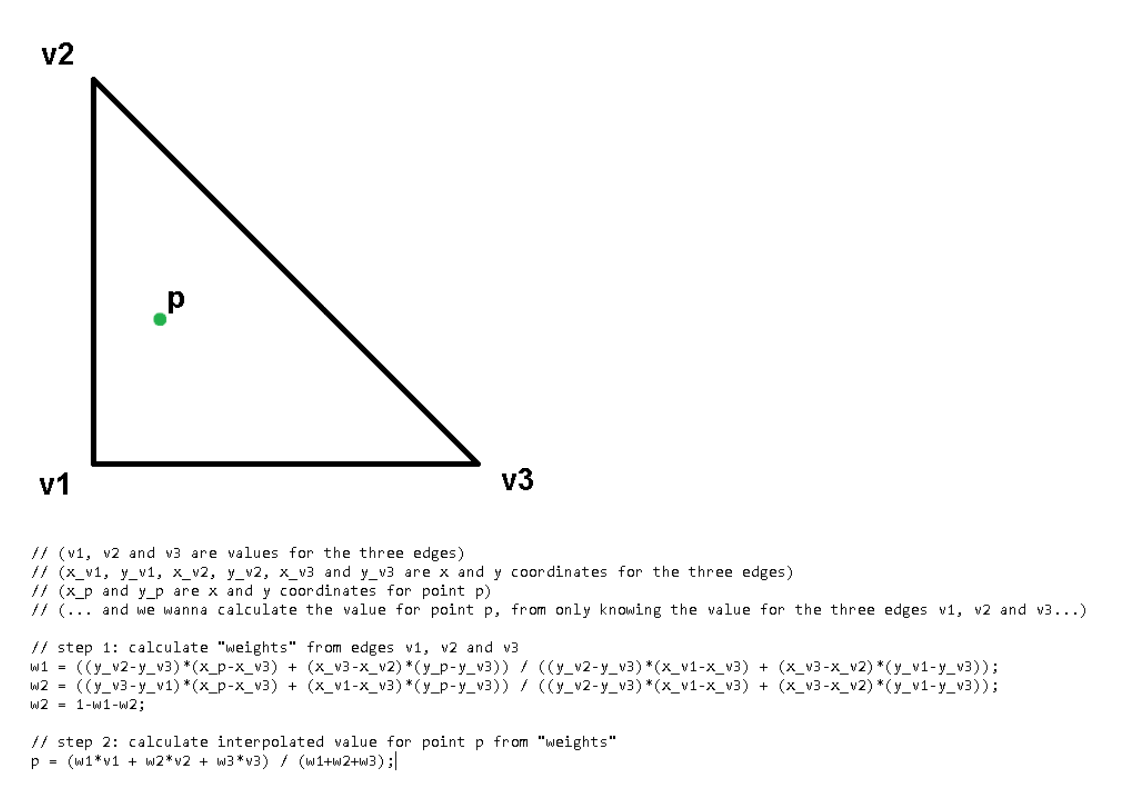 v2
p
v1
v3
// (v1, v2 and v3 are values for the three edges)
// (x_v1, y_v1, x_v2, y_v2, x_v3 and y_v3 are x and y coordinates for the three edges)
// (x_p and y_p are x and y coordinates for point p)
// (... and we wanna calculate the value for point p, from only knowing the value for the three edges v1, v2 and v3...)
// step 1: calculate "weights" from edges v1, v2 and v3
w1 = ((y_v2-y_v3)*(x_p-x_v3) + (x_v3-x_v2)*(y_p-y_v3)) / ((y_v2-y_v3)*(x_v1-x_v3) + (x_v3-x_v2)*(y_v1-y_v3));
w2 = ((y_v3-y_v1)*(x_p-x_v3) + (x_v1-x_v3)*(y_p-y_v3)) / ((y_v2-y_v3)*(x_v1-x_v3) + (x_v3-x_v2)*(y_v1-y_v3));
w2 = 1-w1-w2;
// step 2: calculate interpolated value for point p from "weights"
p = (w1*v1 + w2*v2 + w3*v3) / (w1+w2+w3);